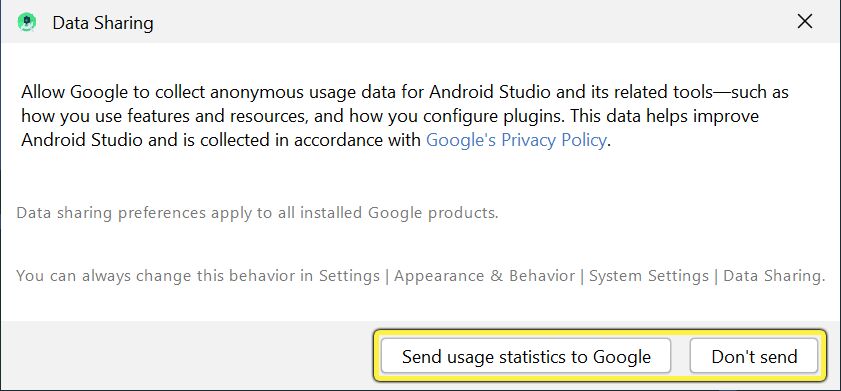 Data Sharing
Allow Google to collect anonymous usage data for Android Studio and its related tools—such as
how you use features and resources, and how you configure plugins. This data helps improve
Android Studio and is collected in accordance with Google's Privacy Policy.
Data sharing preferences apply to all installed Google products.
You can always change this behavior in Settings | Appearance & Behavior | System Settings | Data Sharing.
Send usage statistics to Google Don't send